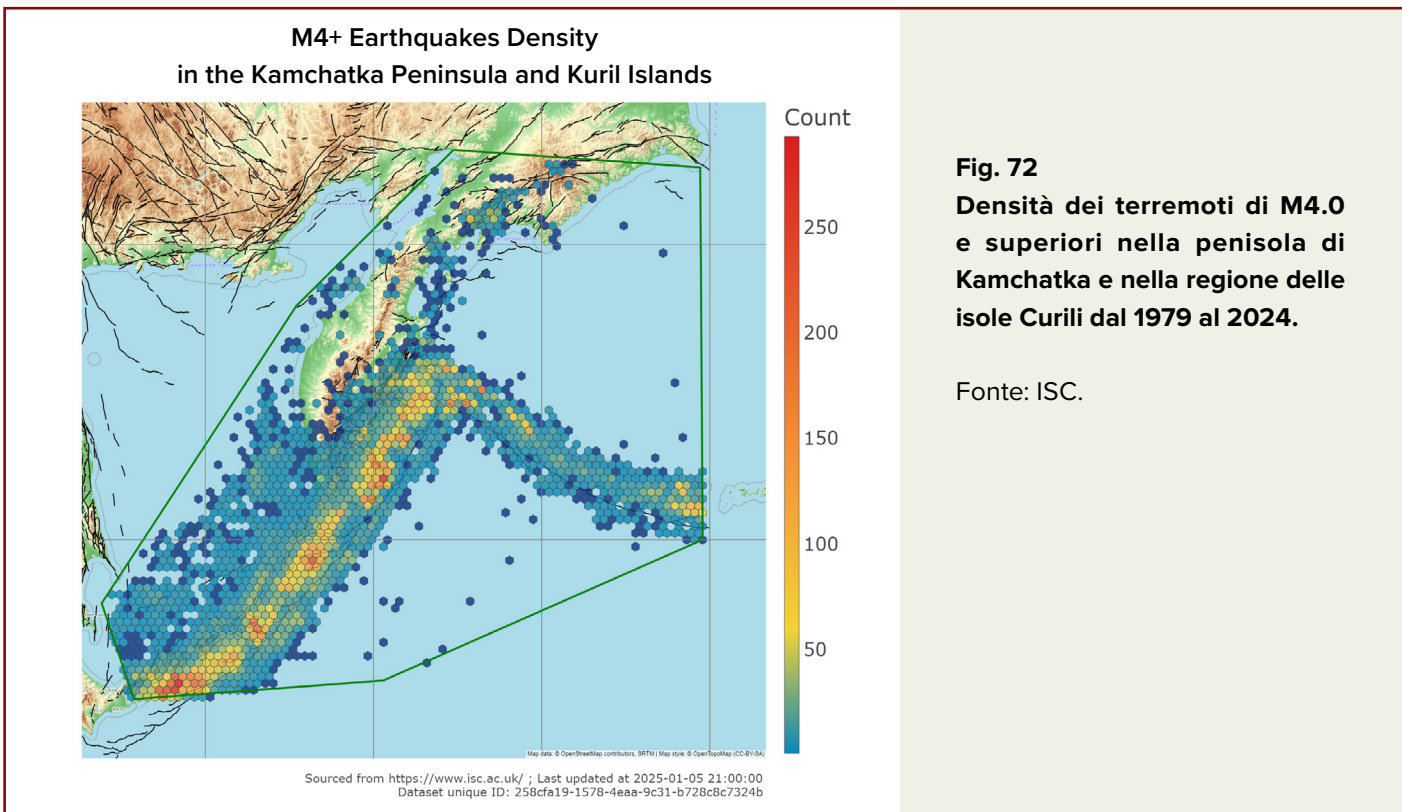 M4+ Earthquakes Density
in the Kamchatka Peninsula and Kuril Islands
Count
250
200
150
100
50
Map data: © OpenStreetMap contributors, SRTM | Map style: © OpenTopoMap (CC-BY-SA)
Sourced from https://www.isc.ac.uk/ ; Last updated at 2025-01-05 21:00:00
Dataset unique ID: 258cfa19-1578-4eaa-9c31-b728c8c7324b
Fig. 72
Densità dei terremoti di M4.0
e superiori nella penisola di
Kamchatka e nella regione delle
isole Curili dal 1979 al 2024.
Fonte: ISC.